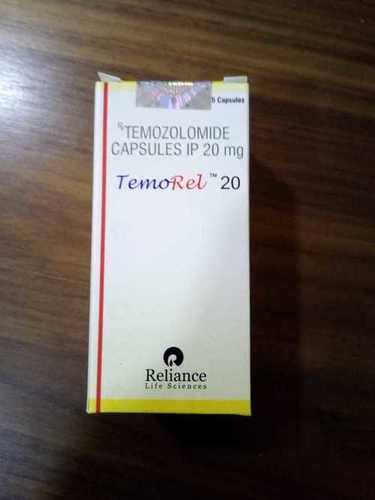 5 Capsules
℞TEMOZOLOMIDE
CAPSULES IP 20 mg
TemoRel™ 20
Reliance
Life Sciences